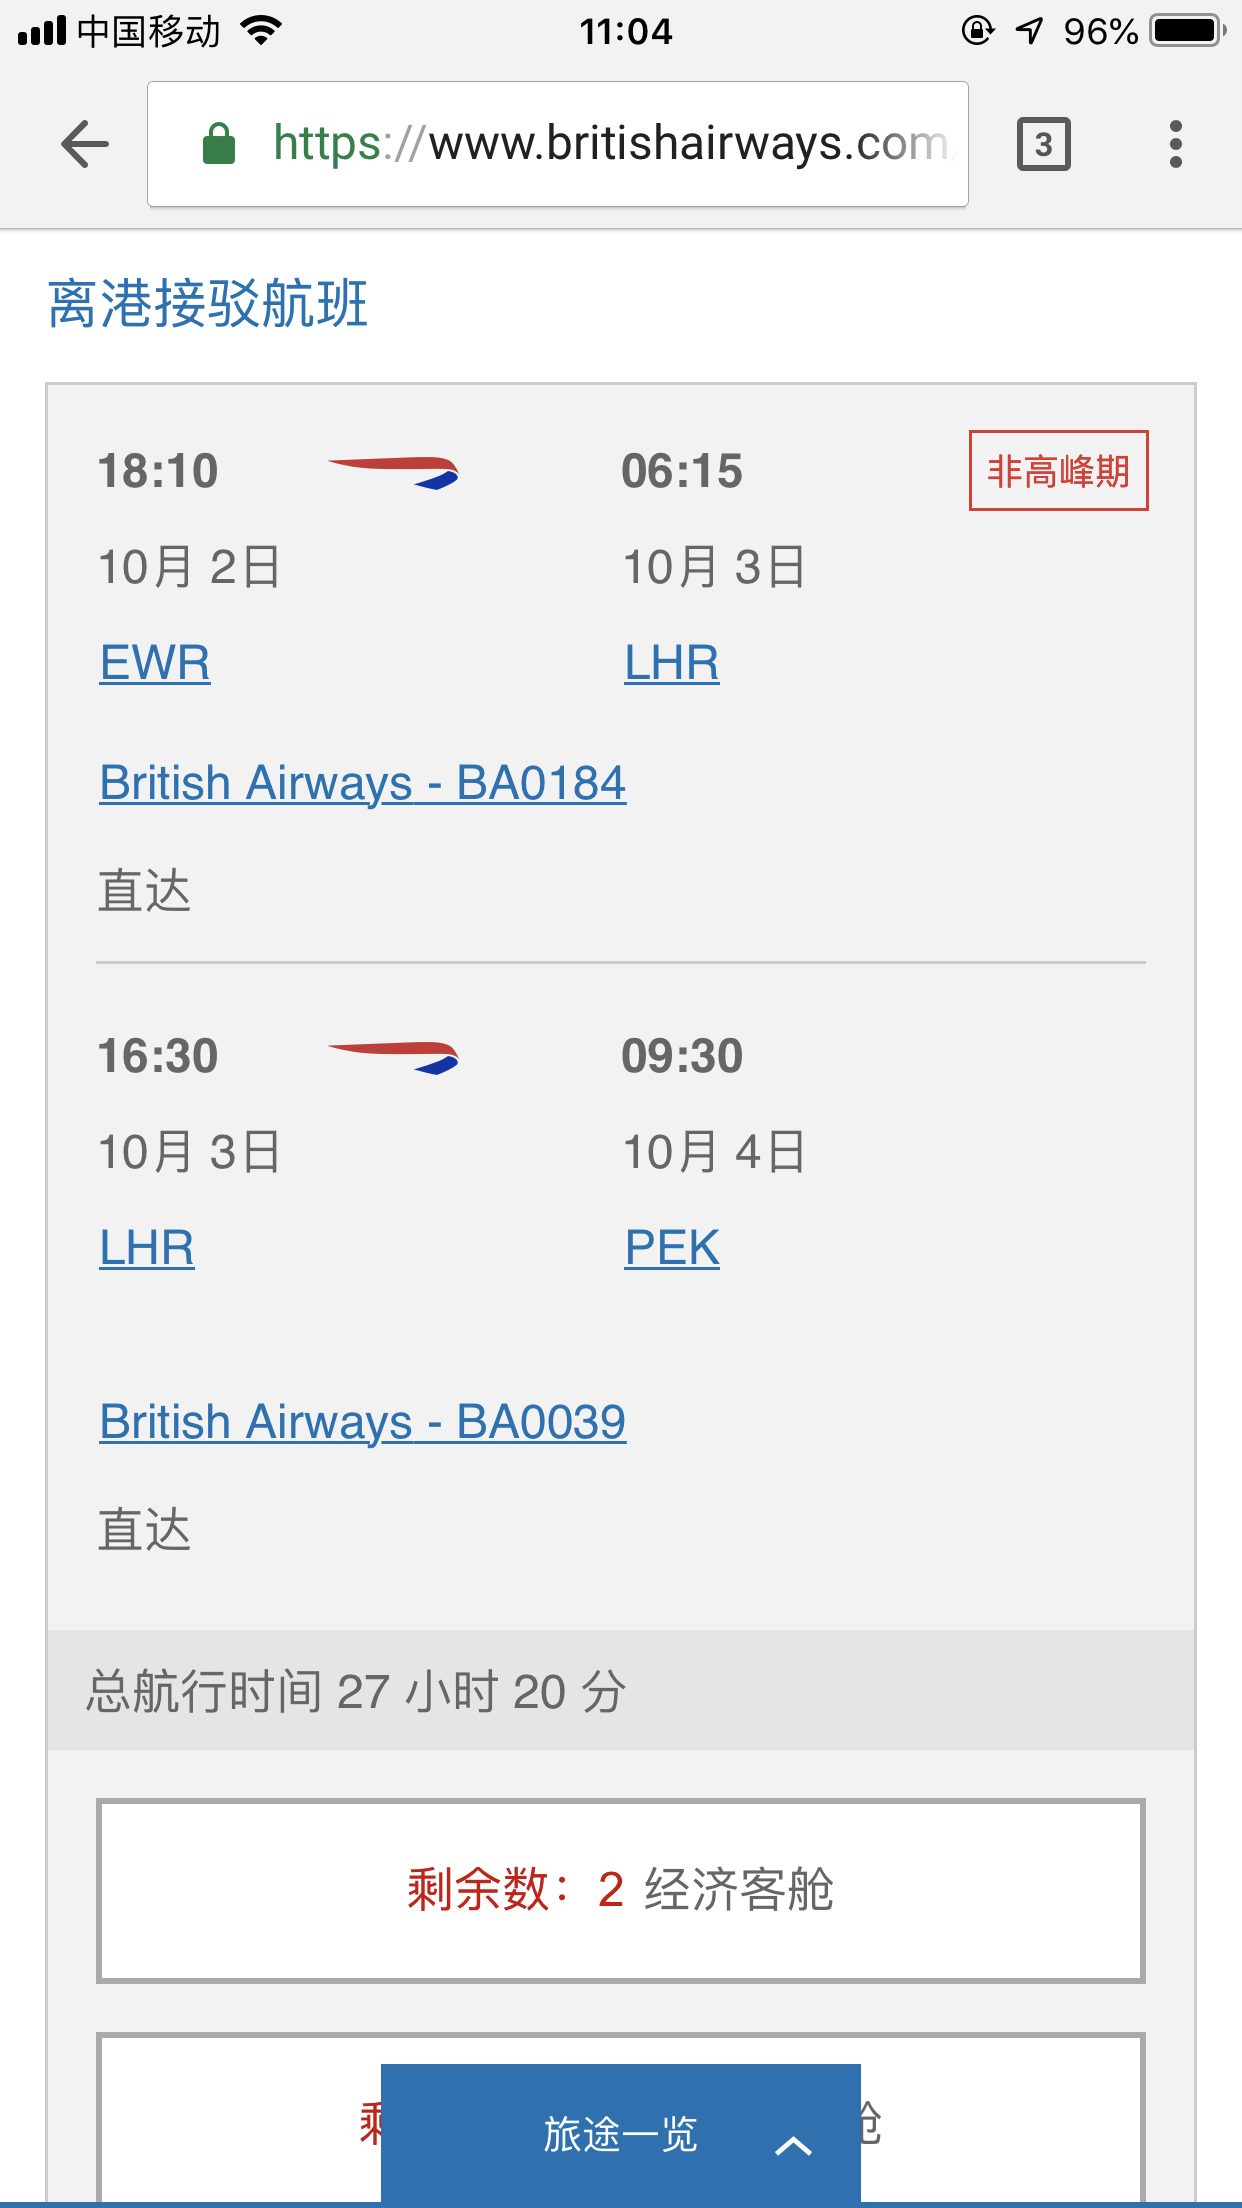 中国移动 11:04 96%
https://www.britishairways.com
3
离港接驳航班
18:10 06:15 非高峰期
10月 2日 10月 3日
EWR LHR
British Airways - BA0184
直达
16:30 09:30
10月 3日 10月 4日
LHR PEK
British Airways - BA0039
直达
总航行时间 27 小时 20 分
剩余数：2 经济客舱
旅途一览